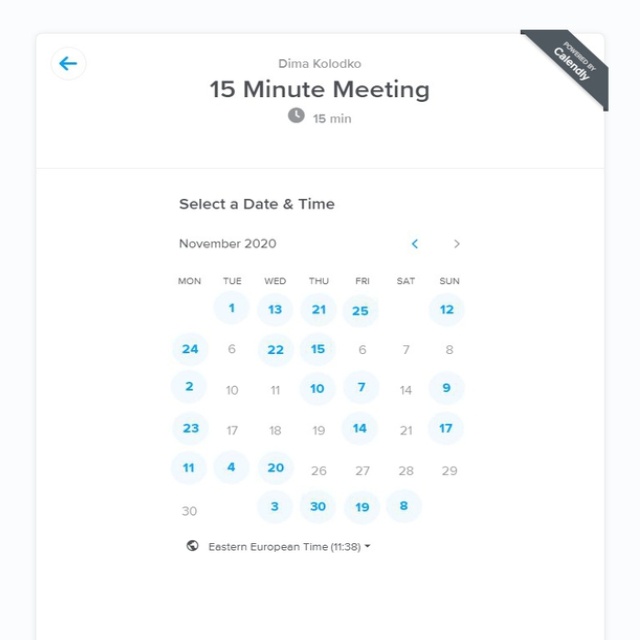 POWERED BY
Calendly
Dima Kolodko
15 Minute Meeting
15 min
Select a Date & Time
November 2020
MON TUE WED THU FRI SAT SUN
1 13 21 25 12
24 6 22 15 6 7 8
2 10 11 10 7 14 9
23 17 18 19 14 21 17
11 4 20 26 27 28 29
30 3 30 19 8
Eastern European Time (11:38)